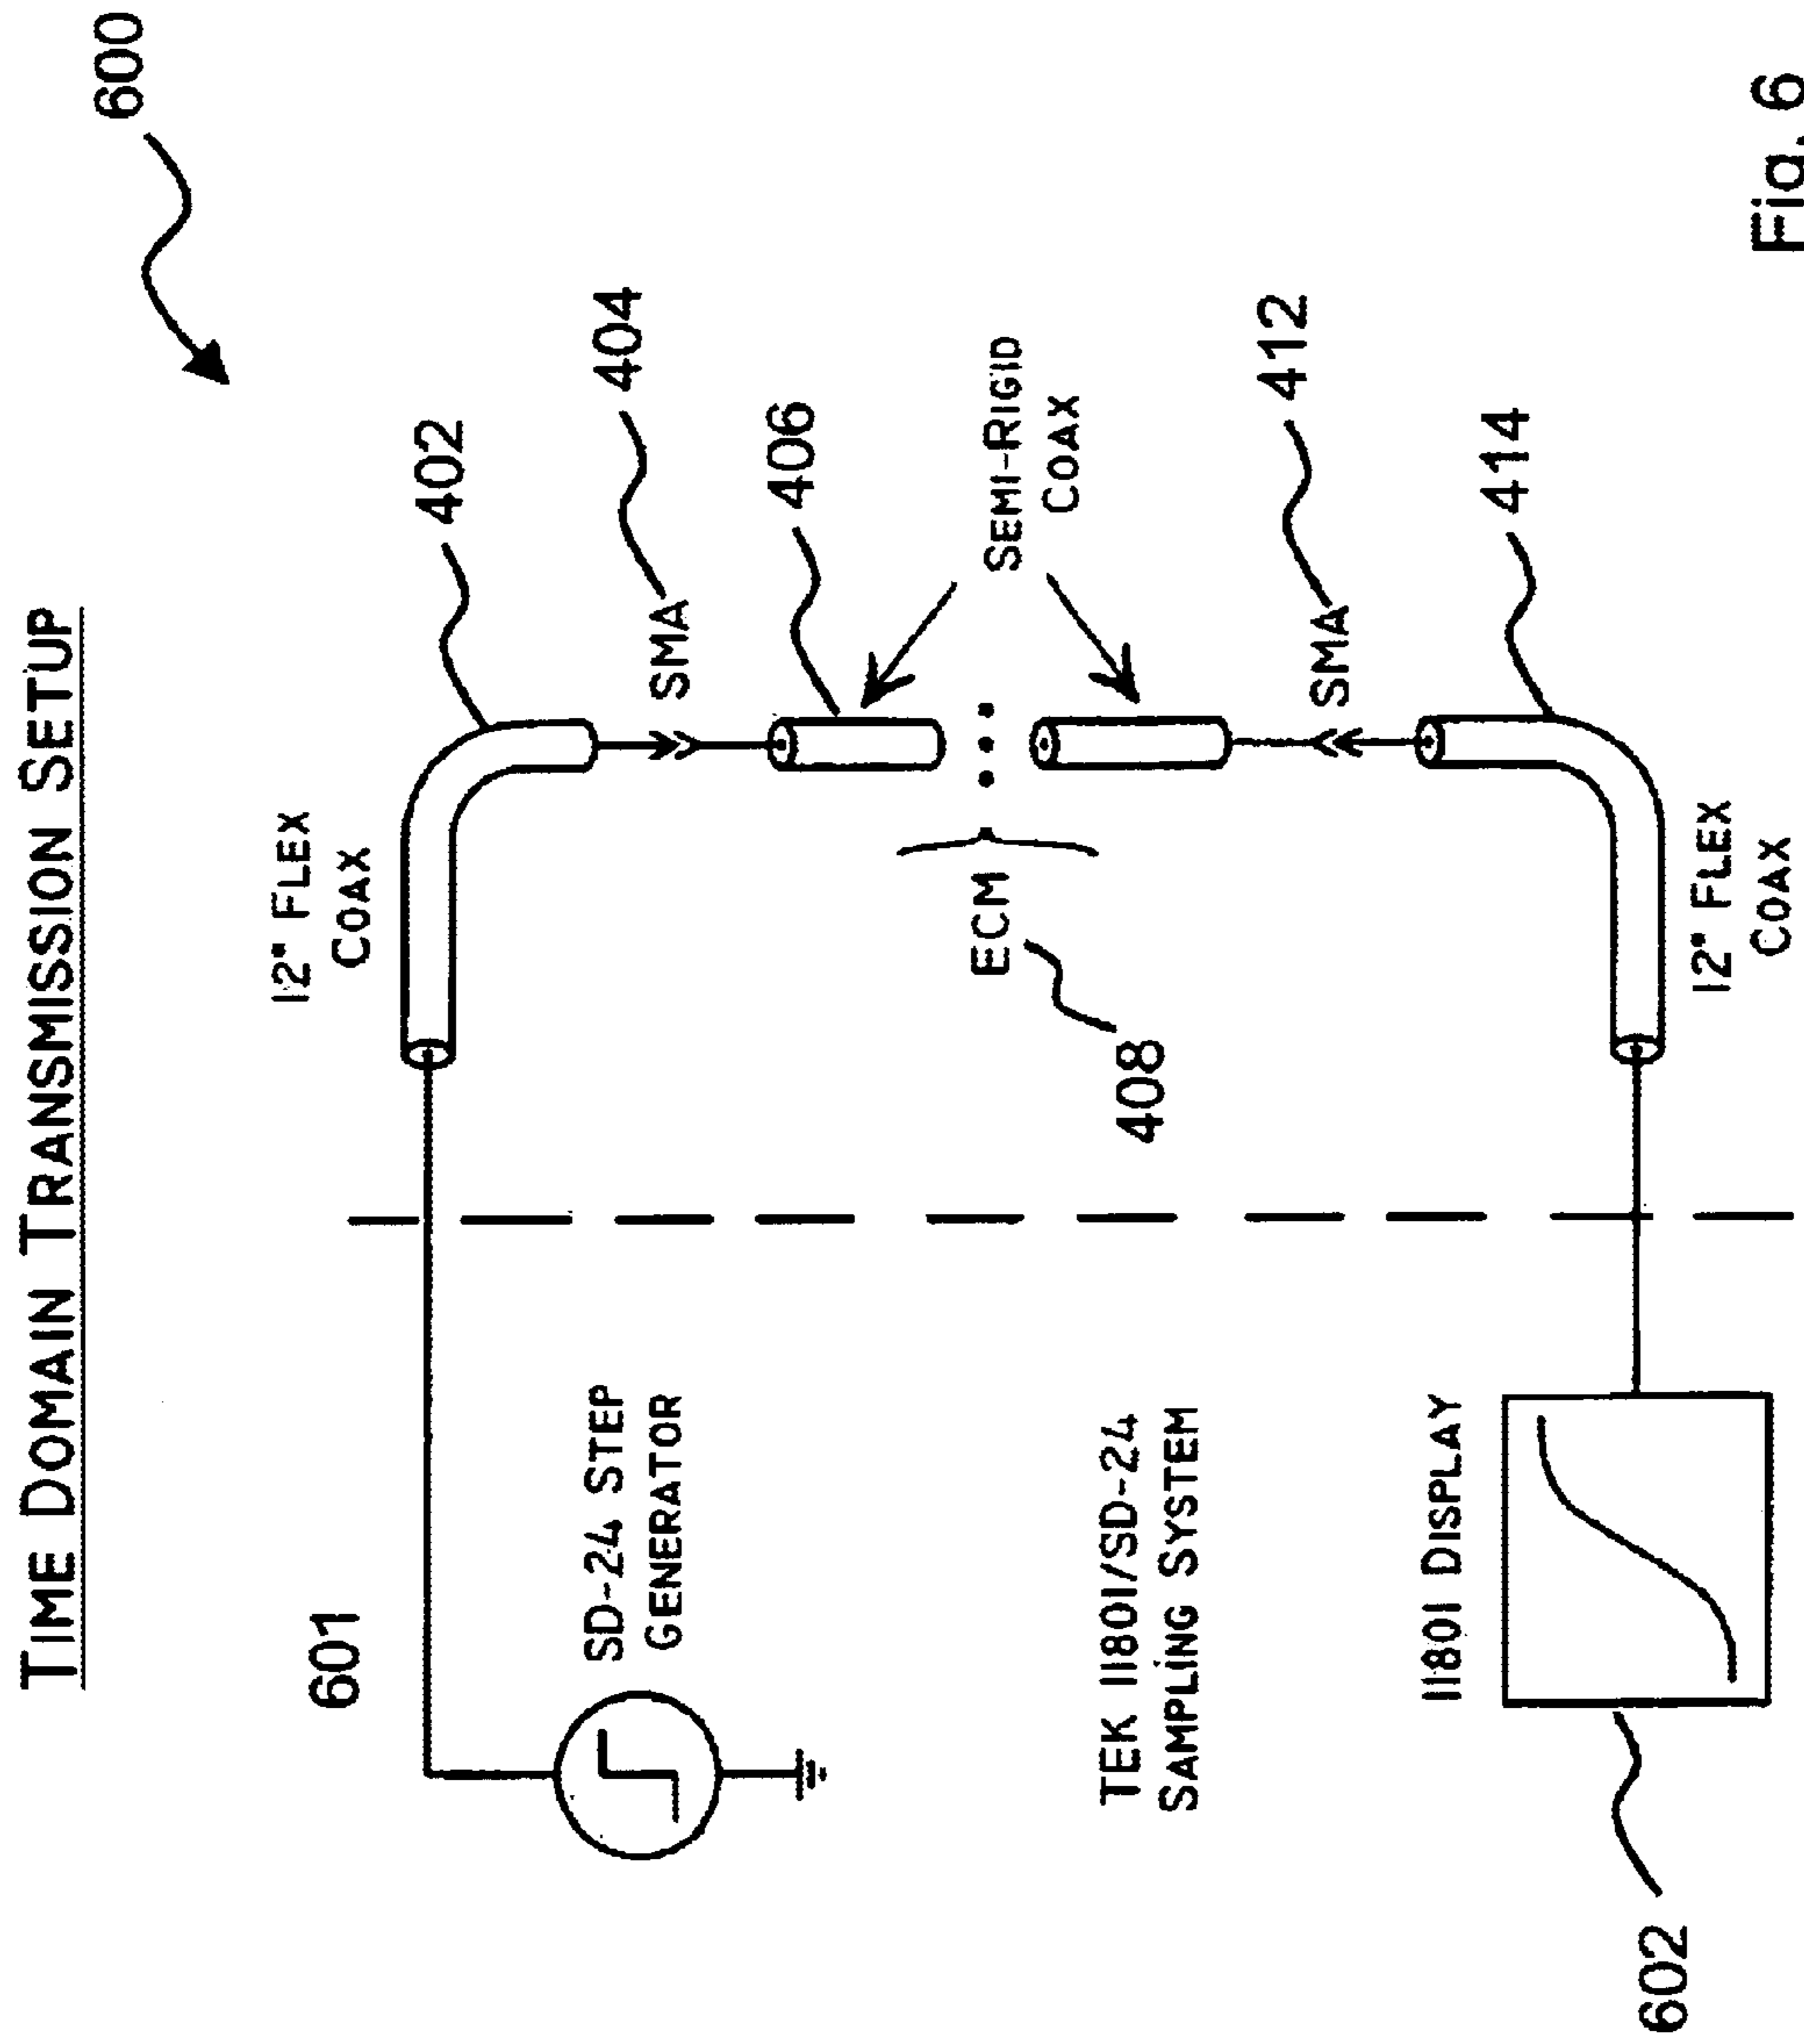 TIME DOMAIN TRANSMISSION SETUP
600
601
12" FLEX
COAX
402
SD-24 STEP
GENERATOR
SMA
404
406
ECM
408
SEMI-RIGID
COAX
TEK 11801/SD-24
SAMPLING SYSTEM
SMA
412
11801 DISPLAY
414
602
12" FLEX
COAX
Fig. 6